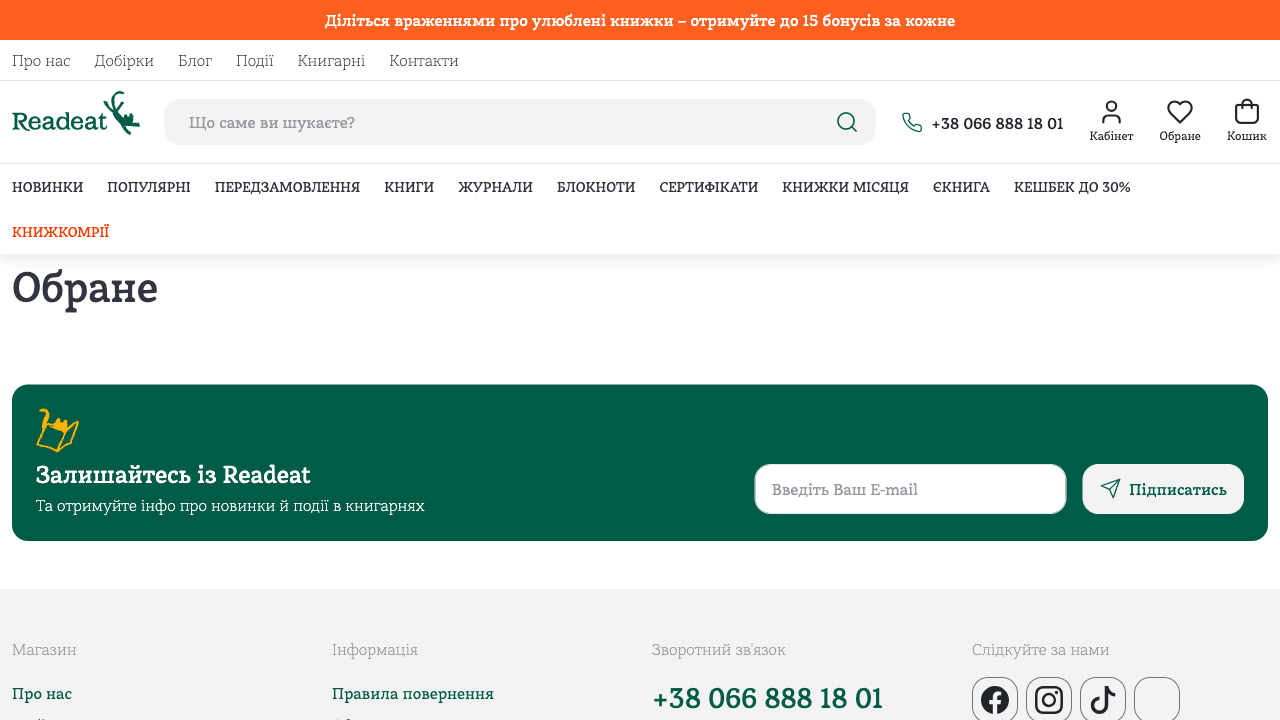 Діліться враженнями про улюблені книжки – отримуйте до 15 бонусів за кожне
Про нас Добірки Блог Події Книгарні Контакти
Readeat
Що саме ви шукаєте?
+38 066 888 18 01
Кабінет Обране Кошик
НОВИНКИ ПОПУЛЯРНІ ПЕРЕДЗАМОВЛЕННЯ КНИГИ ЖУРНАЛИ БЛОКНОТИ СЕРТИФІКАТИ КНИЖКИ МІСЯЦЯ ЄКНИГА КЕШБЕК ДО 30%
КНИЖКОМРІЇ
Обране
Залишайтесь із Readeat
Та отримуйте інфо про новинки й події в книгарнях
Введіть Ваш E-mail
Підписатись
Магазин Інформація Зворотний зв'язок Слідкуйте за нами
Про нас Правила повернення +38 066 888 18 01